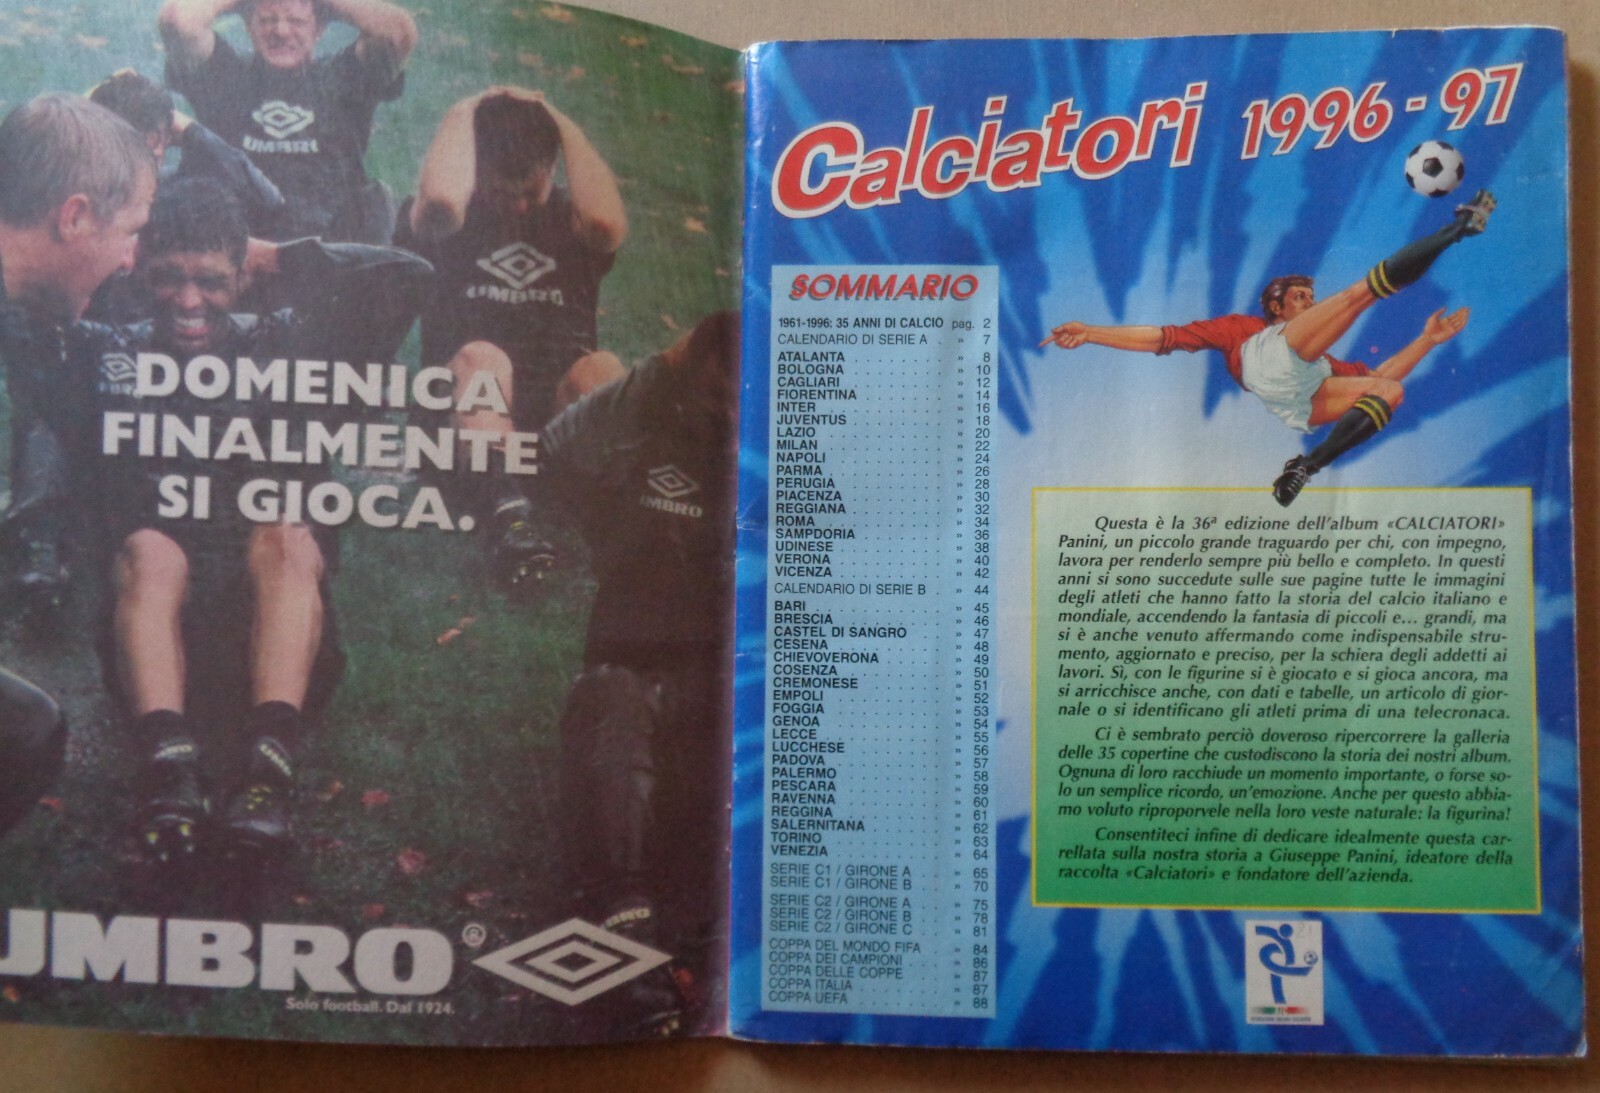 UMBRO
UMBRO
UMBRO
DOMENICA
FINALMENTE
SI GIOCA.
UMBRO®
Solo football. Dal 1924.
Calciatori 1996-97
SOMMARIO
1961-1996: 35 ANNI DI CALCIO pag. 2
CALENDARIO DI SERIE A . » 7
ATALANTA . . . . . . . . » 8
BOLOGNA . . . . . . . . » 10
CAGLIARI . . . . . . . . » 12
FIORENTINA . . . . . . . » 14
INTER . . . . . . . . » 16
JUVENTUS . . . . . . . . » 18
LAZIO . . . . . . . . » 20
MILAN . . . . . . . . » 22
NAPOLI . . . . . . . . » 24
PARMA . . . . . . . . » 26
PERUGIA . . . . . . . . » 28
PIACENZA . . . . . . . . » 30
REGGIANA . . . . . . . . » 32
ROMA . . . . . . . . » 34
SAMPDORIA . . . . . . . » 36
UDINESE . . . . . . . . » 38
VERONA . . . . . . . . » 40
VICENZA . . . . . . . . » 42
CALENDARIO DI SERIE B . » 44
BARI . . . . . . . . » 45
BRESCIA . . . . . . . . » 46
CASTEL DI SANGRO . . . » 47
CESENA . . . . . . . . » 48
CHIEVOVERONA . . . . . » 49
COSENZA . . . . . . . . » 50
CREMONESE . . . . . . . » 51
EMPOLI . . . . . . . . » 52
FOGGIA . . . . . . . . » 53
GENOA . . . . . . . . » 54
LECCE . . . . . . . . » 55
LUCCHESE . . . . . . . . » 56
PADOVA . . . . . . . . » 57
PALERMO . . . . . . . . » 58
PESCARA . . . . . . . . » 59
RAVENNA . . . . . . . . » 60
REGGINA . . . . . . . . » 61
SALERNITANA . . . . . . » 62
TORINO . . . . . . . . » 63
VENEZIA . . . . . . . . » 64
SERIE C1 / GIRONE A . . » 65
SERIE C1 / GIRONE B . . » 70
SERIE C2 / GIRONE A . . » 75
SERIE C2 / GIRONE B . . » 78
SERIE C2 / GIRONE C . . » 81
COPPA DEL MONDO FIFA . » 84
COPPA DEI CAMPIONI . . . » 86
COPPA DELLE COPPE . . . » 87
COPPA ITALIA . . . . . . » 87
COPPA UEFA . . . . . . . » 88
Questa è la 36ª edizione dell'album «CALCIATORI»
Panini, un piccolo grande traguardo per chi, con impegno,
lavora per renderlo sempre più bello e completo. In questi
anni si sono succedute sulle sue pagine tutte le immagini
degli atleti che hanno fatto la storia del calcio italiano e
mondiale, accendendo la fantasia di piccoli e... grandi, ma
si è anche venuto affermando come indispensabile stru-
mento, aggiornato e preciso, per la schiera degli addetti ai
lavori. Sì, con le figurine si è giocato e si gioca ancora, ma
si arricchisce anche, con dati e tabelle, un articolo di gior-
nale o si identificano gli atleti prima di una telecronaca.
Ci è sembrato perciò doveroso ripercorrere la galleria
delle 35 copertine che custodiscono la storia dei nostri album.
Ognuna di loro racchiude un momento importante, o forse so-
lo un semplice ricordo, un'emozione. Anche per questo abbia-
mo voluto riproporvele nella loro veste naturale: la figurina!
Consentiteci infine di dedicare idealmente questa car-
rellata sulla nostra storia a Giuseppe Panini, ideatore della
raccolta «Calciatori» e fondatore dell'azienda.